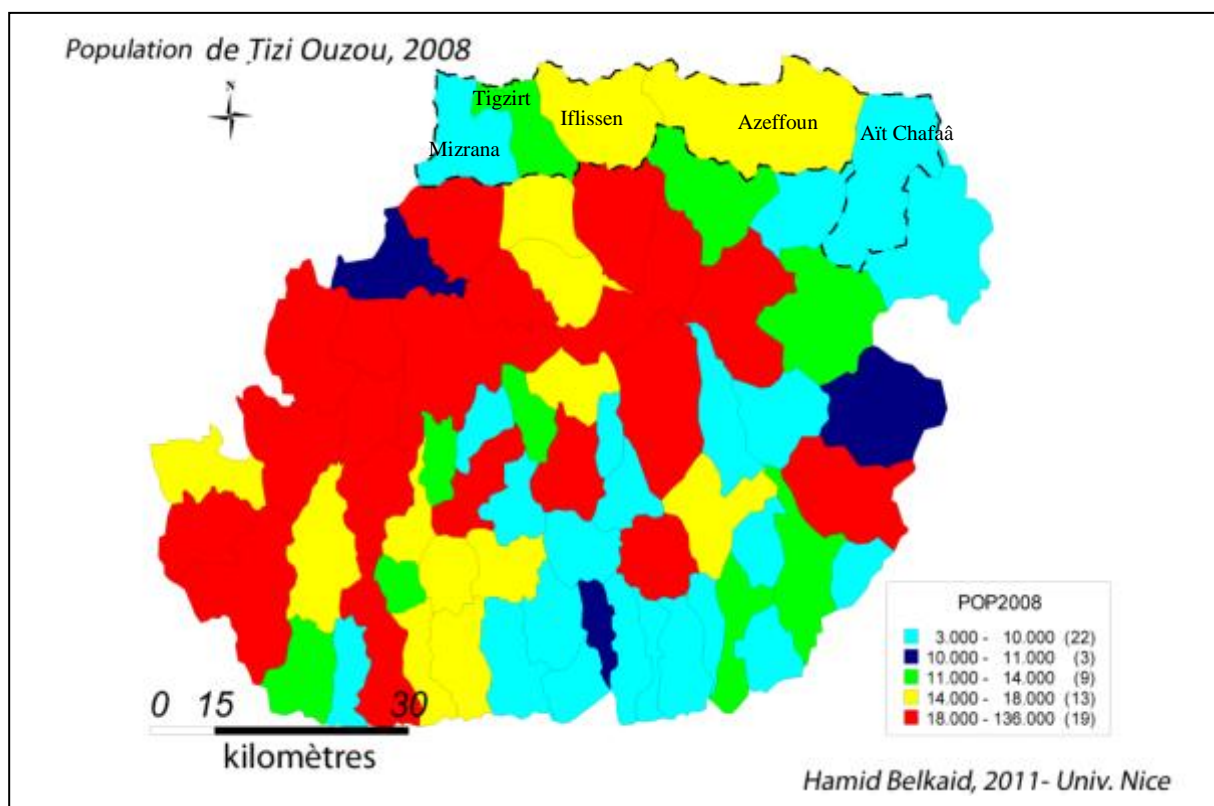 Population de Tizi Ouzou, 2008
N
Tigzirt
Iflissen
Azeffoun
Aït Chafaâ
Mizrana
POP2008
3.000 - 10.000 (22)
10.000 - 11.000 (3)
11.000 - 14.000 (9)
14.000 - 18.000 (13)
18.000 - 136.000 (19)
0 15 30
kilomètres
Hamid Belkaid, 2011- Univ. Nice